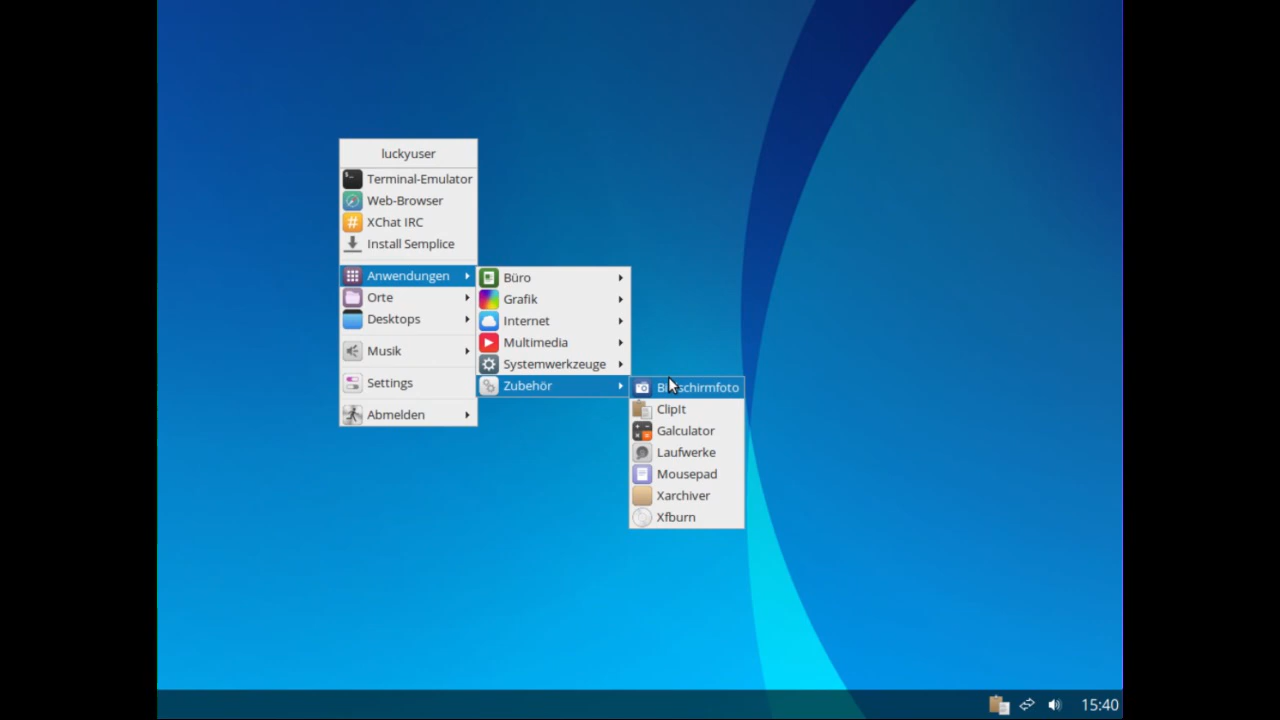 luckyuser
Terminal-Emulator
Web-Browser
XChat IRC
Install Semplice
Anwendungen
Orte
Desktops
Musik
Settings
Abmelden
Büro
Grafik
Internet
Multimedia
Systemwerkzeuge
Zubehör
Bildschirmfoto
ClipIt
Galculator
Laufwerke
Mousepad
Xarchiver
Xfburn
15:40